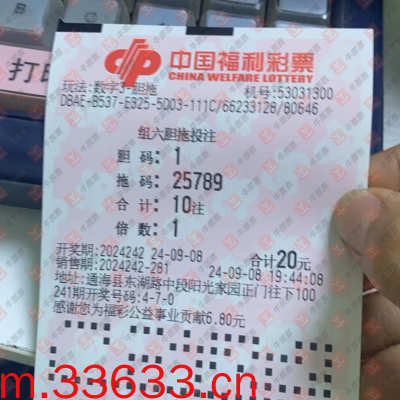 B
打印
中国福利彩票
CHINA WELFARE LOTTERY
玩法:数字3-胆拖
机号:53031300
DBAE-B537-E325-5D03-111C/66233128/80646
组六胆拖投注
胆 码: 1
拖 码: 25789
合 计: 10注
倍 数: 1
开奖期:2024242 24-09-08
合计20元
销售期:2024242-281
24-09-08 19:44:08
地址:通海县东湖路中段阳光家园正门往下100
241期开奖号码:4-7-0
感谢您为福彩公益事业贡献6.80元
m.33633.cn